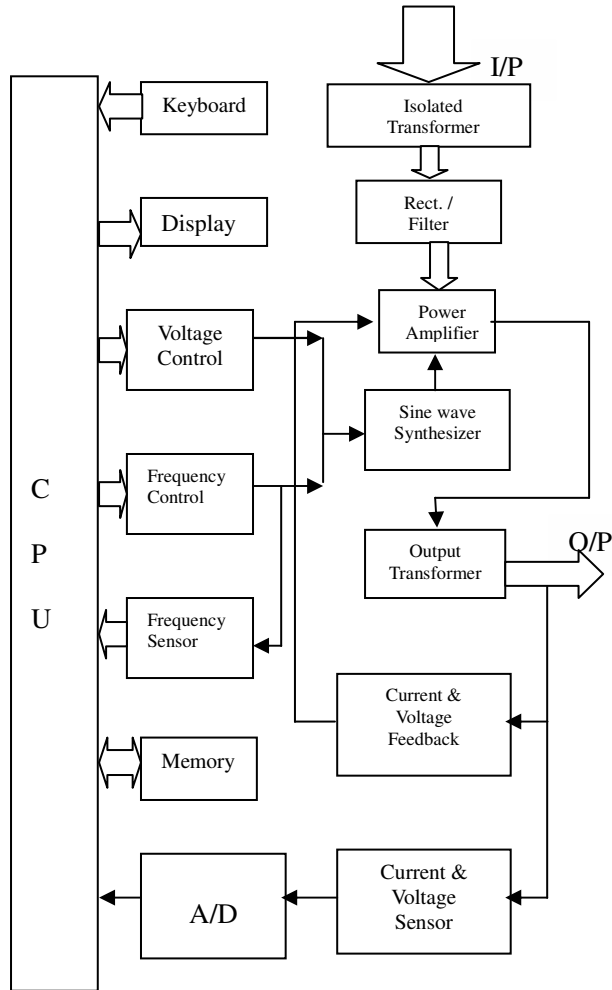 I/P
Isolated
Transformer
Keyboard
Rect. /
Filter
Display
Power
Amplifier
Voltage
Control
Sine wave
Synthesizer
Frequency
Control
C
P
U
Output
Transformer
O/P
Frequency
Sensor
Current &
Voltage
Feedback
Memory
A/D
Current &
Voltage
Sensor